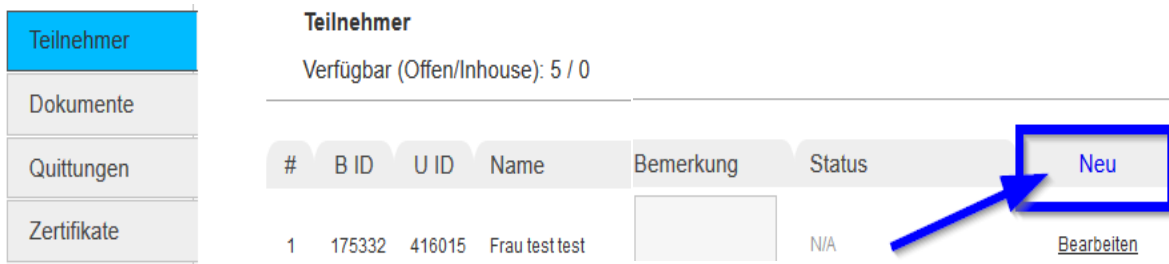 Teilnehmer
Dokumente
Quittungen
Zertifikate
Teilnehmer
Verfügbar (Offen/Inhouse): 5 / 0
# B ID U ID Name Bemerkung Status Neu
1 175332 416015 Frau test test N/A Bearbeiten